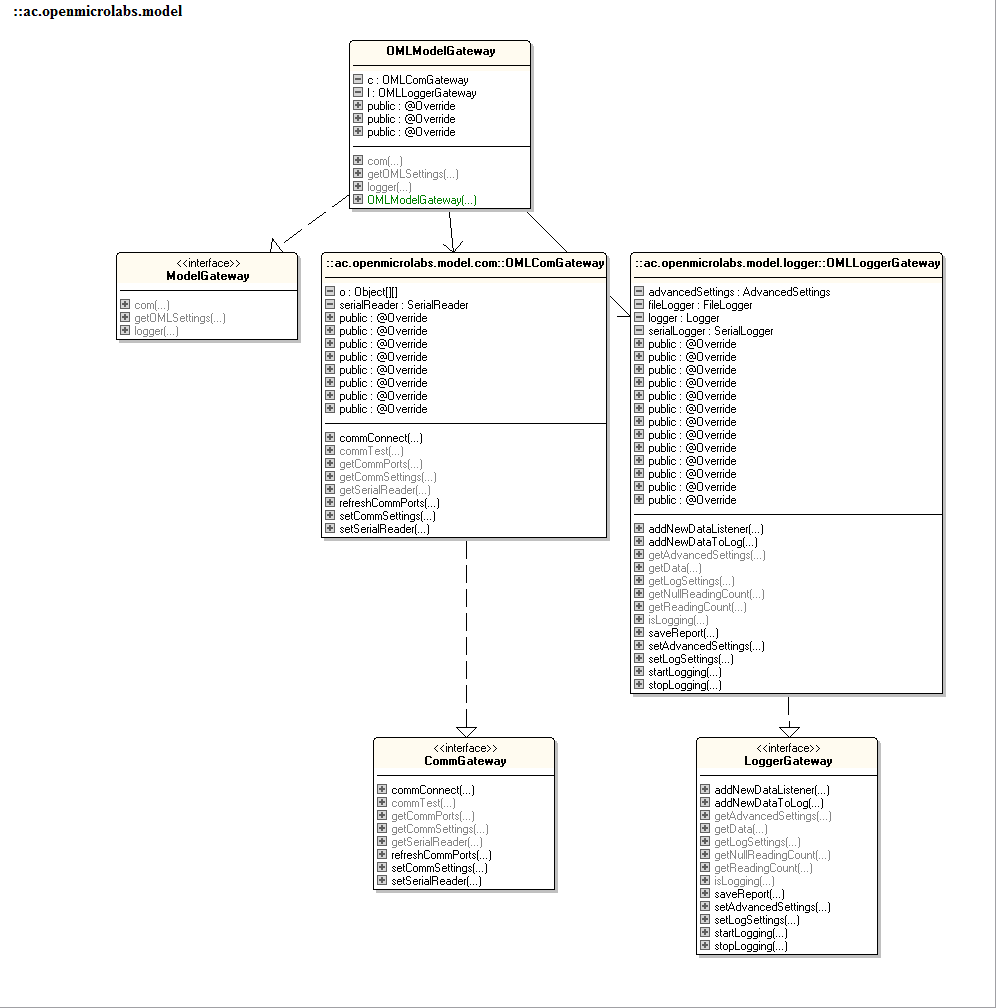 ::ac.openmicrolabs.model
OMLModelGateway
c : OMLComGateway
l : OMLLoggerGateway
public : @Override
public : @Override
public : @Override
com(...)
getOMLSettings(...)
logger(...)
OMLModelGateway(...)
<<interface>>
ModelGateway
com(...)
getOMLSettings(...)
logger(...)
::ac.openmicrolabs.model.com::OMLComGateway
o : Object[][]
serialReader : SerialReader
public : @Override
public : @Override
public : @Override
public : @Override
public : @Override
public : @Override
public : @Override
public : @Override
commConnect(...)
commTest(...)
getCommPorts(...)
getCommSettings(...)
getSerialReader(...)
refreshCommPorts(...)
setCommSettings(...)
setSerialReader(...)
::ac.openmicrolabs.model.logger::OMLLoggerGateway
advancedSettings : AdvancedSettings
fileLogger : FileLogger
logger : Logger
serialLogger : SerialLogger
public : @Override
public : @Override
public : @Override
public : @Override
public : @Override
public : @Override
public : @Override
public : @Override
public : @Override
public : @Override
public : @Override
public : @Override
public : @Override
addNewDataListener(...)
addNewDataToLog(...)
getAdvancedSettings(...)
getData(...)
getLogSettings(...)
getNullReadingCount(...)
getReadingCount(...)
isLogging(...)
saveReport(...)
setAdvancedSettings(...)
setLogSettings(...)
startLogging(...)
stopLogging(...)
<<interface>>
CommGateway
commConnect(...)
commTest(...)
getCommPorts(...)
getCommSettings(...)
getSerialReader(...)
refreshCommPorts(...)
setCommSettings(...)
setSerialReader(...)
<<interface>>
LoggerGateway
addNewDataListener(...)
addNewDataToLog(...)
getAdvancedSettings(...)
getData(...)
getLogSettings(...)
getNullReadingCount(...)
getReadingCount(...)
isLogging(...)
saveReport(...)
setAdvancedSettings(...)
setLogSettings(...)
startLogging(...)
stopLogging(...)